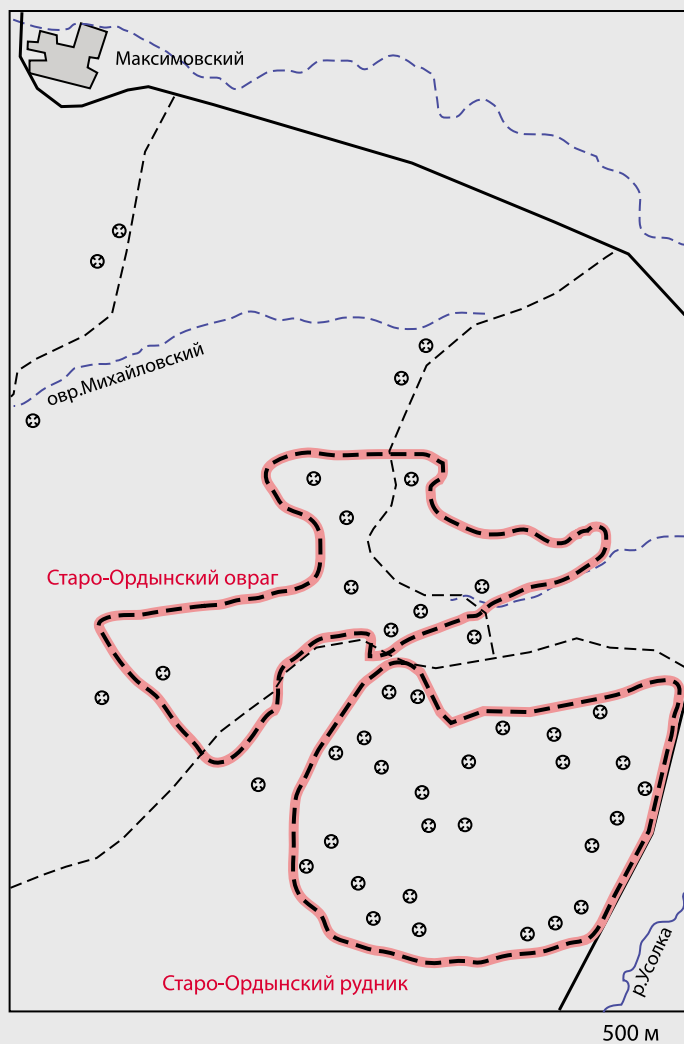 Максимовский
овр.Михайловский
Старо-Ордынский овраг
Старо-Ордынский рудник
р.Усолка
500 м